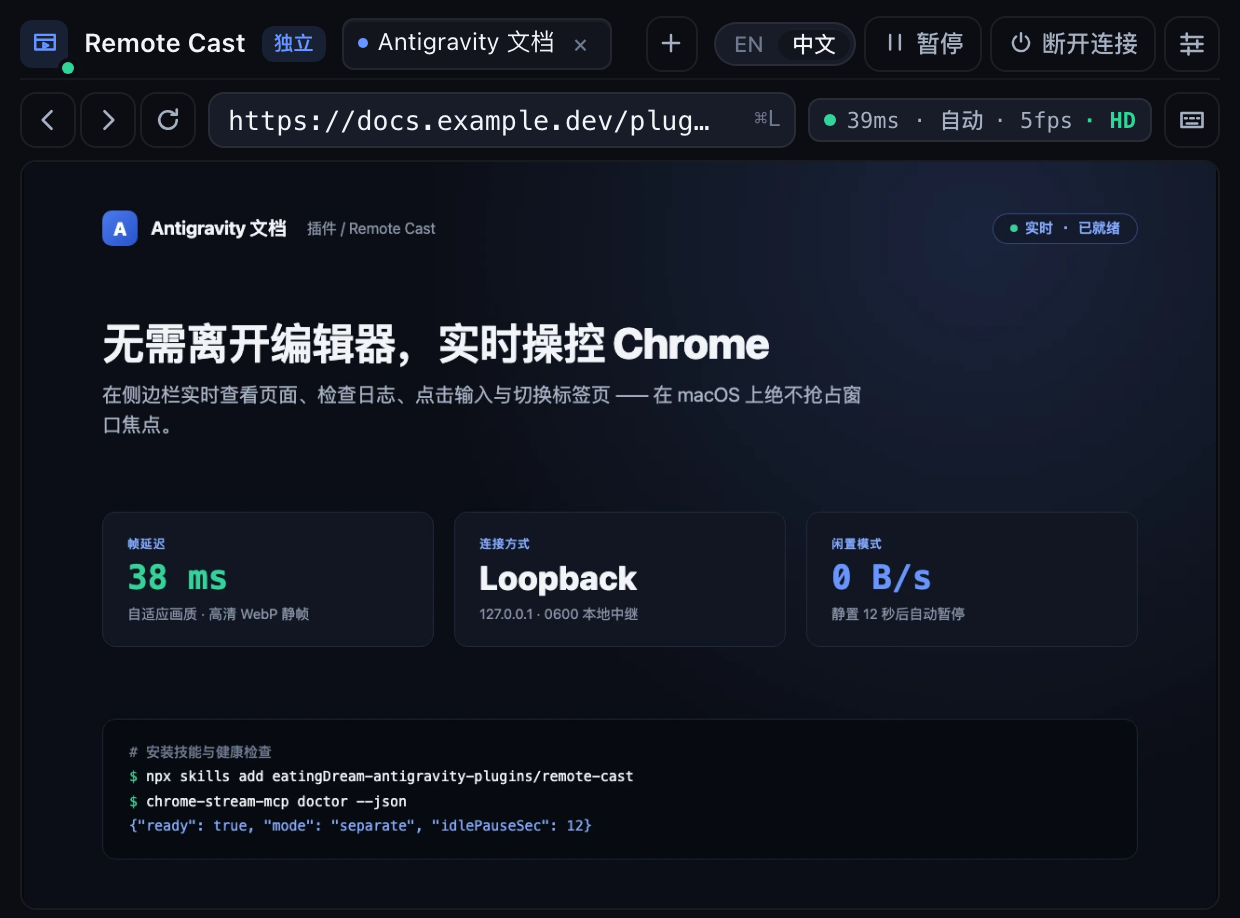 Remote Cast 独立 Antigravity 文档 × + EN 中文 暂停 断开连接
https://docs.example.dev/plug… ⌘L 39ms · 自动 · 5fps · HD
A Antigravity 文档 插件 / Remote Cast 实时 · 已就绪
无需离开编辑器，实时操控 Chrome
在侧边栏实时查看页面、检查日志、点击输入与切换标签页 —— 在 macOS 上绝不抢占窗
口焦点。
帧延迟
38 ms
自适应画质 · 高清 WebP 静帧
连接方式
Loopback
127.0.0.1 · 0600 本地中继
闲置模式
0 B/s
静置 12 秒后自动暂停
# 安装技能与健康检查
$ npx skills add eatingDream-antigravity-plugins/remote-cast
$ chrome-stream-mcp doctor --json
{"ready": true, "mode": "separate", "idlePauseSec": 12}